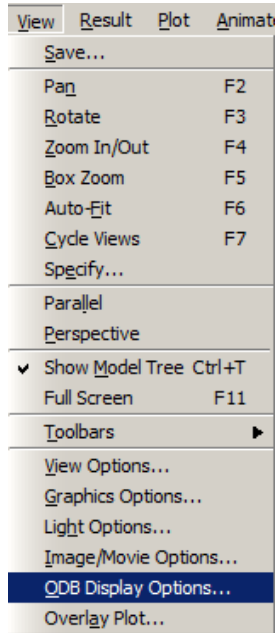 View Result Plot Animat
Save...
Pan F2
Rotate F3
Zoom In/Out F4
Box Zoom F5
Auto-Fit F6
Cycle Views F7
Specify...
Parallel
Perspective
Show Model Tree Ctrl+T
Full Screen F11
Toolbars
View Options...
Graphics Options...
Light Options...
Image/Movie Options...
ODB Display Options...
Overlay Plot...